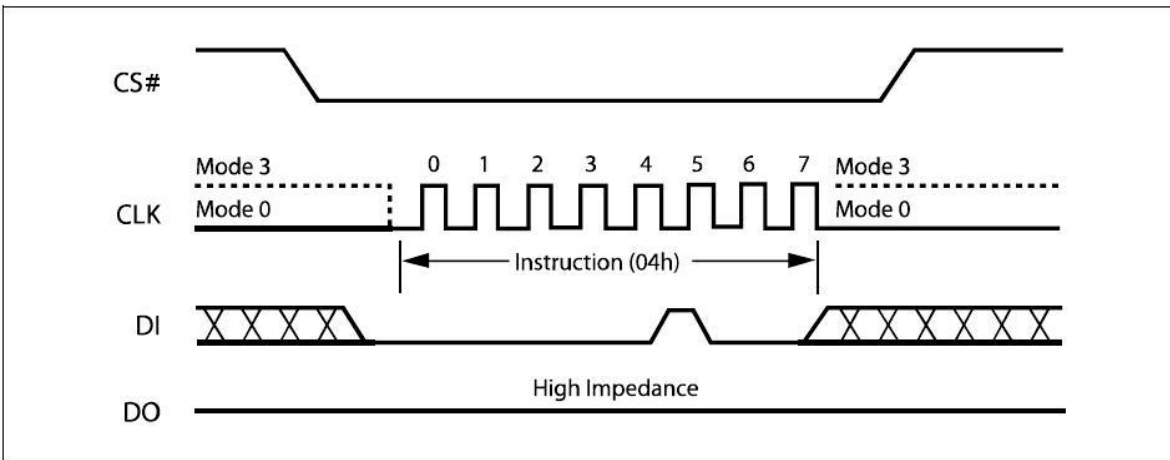 CS#
Mode 3
0 1 2 3 4 5 6 7
Mode 3
CLK
Mode 0
Mode 0
Instruction (04h)
DI
High Impedance
DO